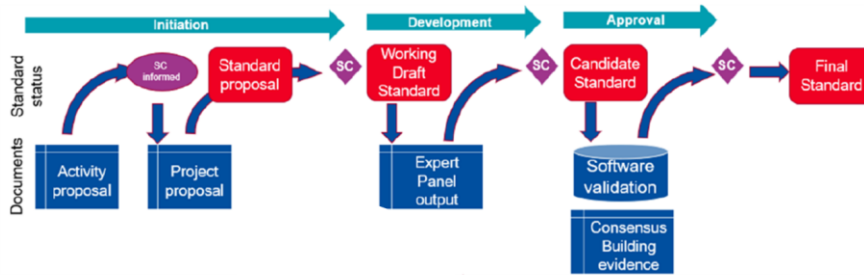 Initiation
Development
Approval
Standard
status
SC
informed
Standard
proposal
SC
Working
Draft
Standard
SC
Candidate
Standard
SC
Final
Standard
Documents
Activity
proposal
Project
proposal
Expert
Panel
output
Software
validation
Consensus
Building
evidence